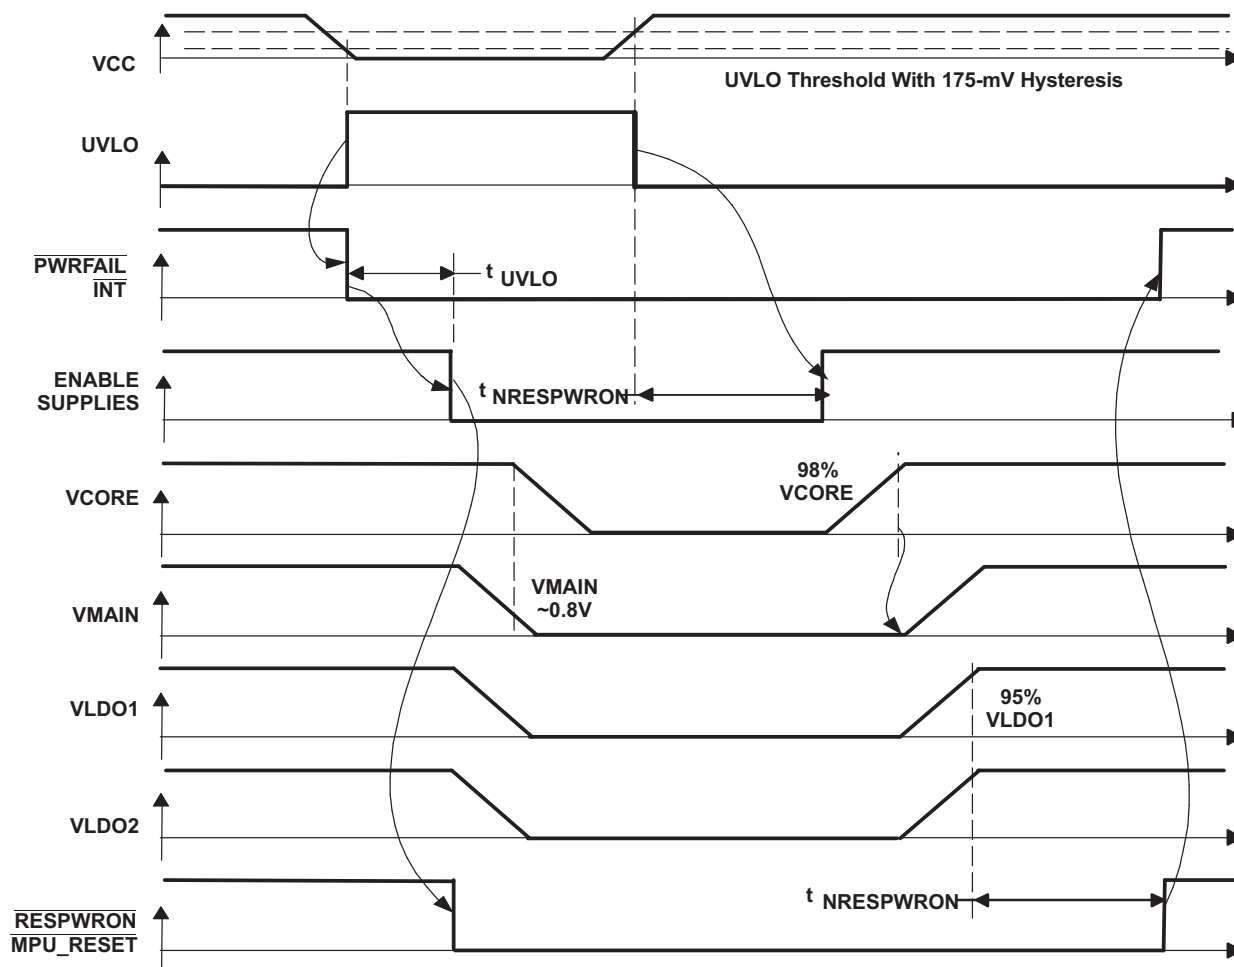 VCC
UVLO Threshold With 175-mV Hysteresis
UVLO
PWRFAIL
INT
t UVLO
ENABLE
SUPPLIES
t NRESPWRON
98%
VCORE
VCORE
VMAIN
~0.8V
VMAIN
95%
VLDO1
VLDO1
VLDO2
t NRESPWRON
RESPWRON
MPU_RESET